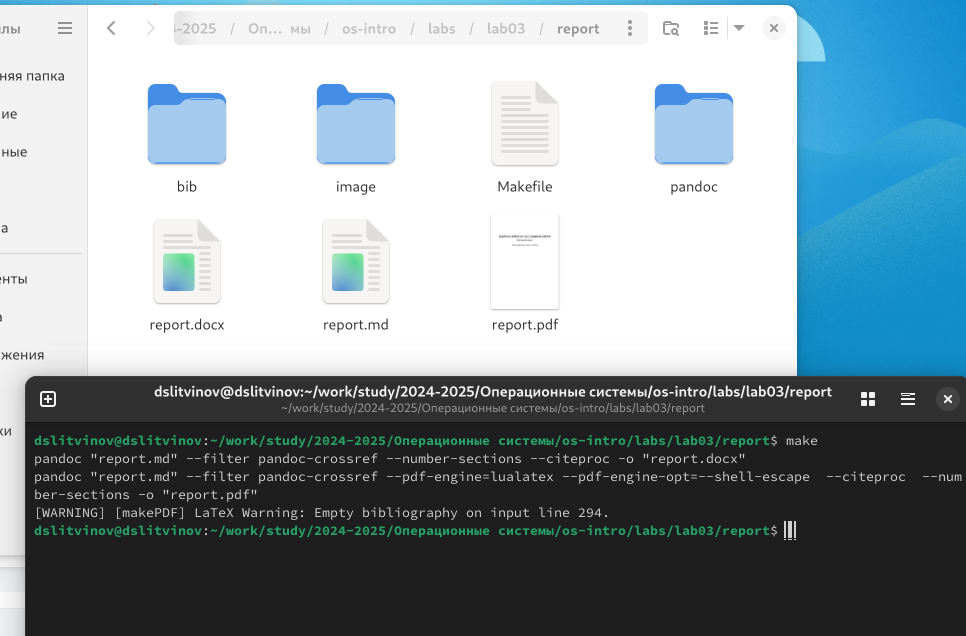 -2025 / Оп... мы / os-intro / labs / lab03 / report
лы
няя папка
ие
ные
а
енты
а
жения
ки
bib
image
Makefile
pandoc
report.docx
report.md
report.pdf
dslitvinov@dslitvinov:~/work/study/2024-2025/Операционные системы/os-intro/labs/lab03/report
~/work/study/2024-2025/Операционные системы/os-intro/labs/lab03/report
dslitvinov@dslitvinov:~/work/study/2024-2025/Операционные системы/os-intro/labs/lab03/report$ make
pandoc "report.md" --filter pandoc-crossref --number-sections --citeproc -o "report.docx"
pandoc "report.md" --filter pandoc-crossref --pdf-engine=lualatex --pdf-engine-opt=--shell-escape  --citeproc  --num
ber-sections -o "report.pdf"
[WARNING] [makePDF] LaTeX Warning: Empty bibliography on input line 294.
dslitvinov@dslitvinov:~/work/study/2024-2025/Операционные системы/os-intro/labs/lab03/report$